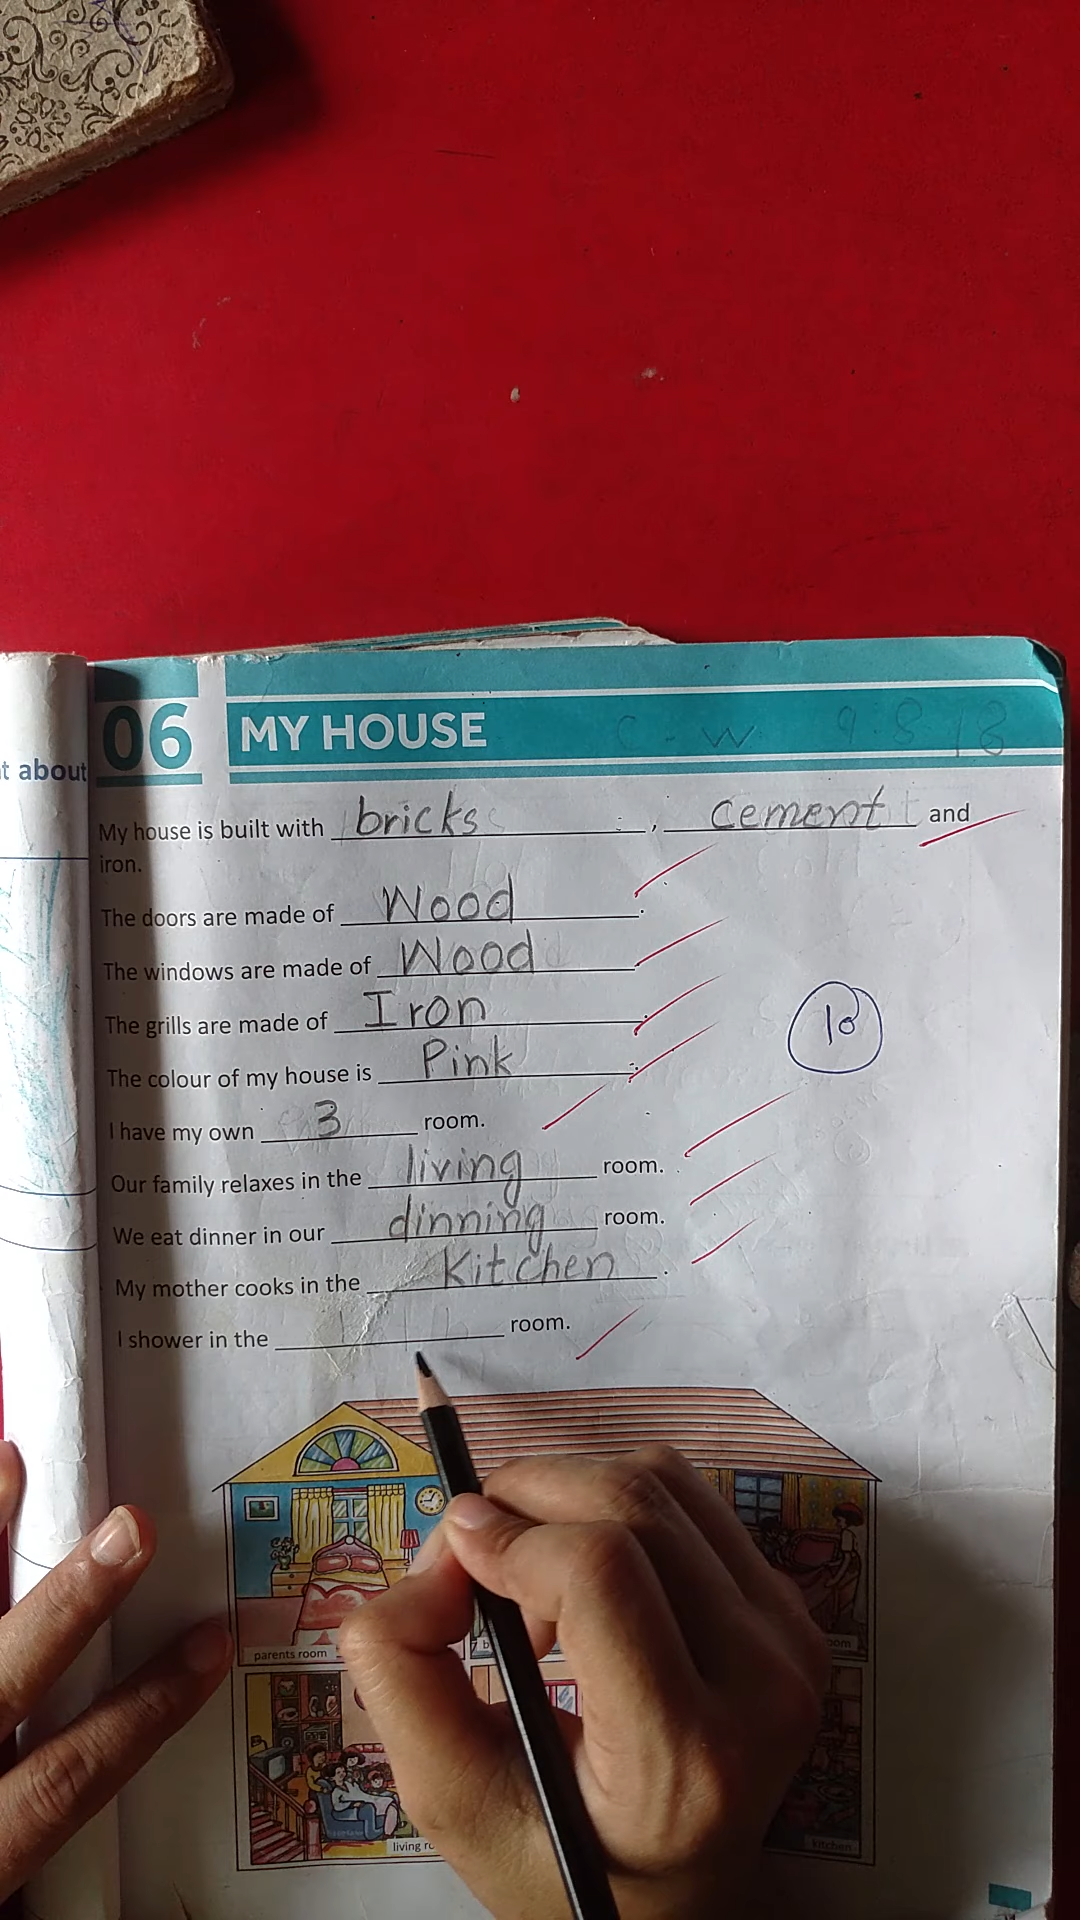 06 MY HOUSE C-W 9.8.18
t about
My house is built with bricks, cement and
iron.
The doors are made of Wood.
The windows are made of Wood
The grills are made of Iron.
The colour of my house is Pink.
I have my own 3 room.
Our family relaxes in the living room.
We eat dinner in our dinning room.
My mother cooks in the Kitchen.
I shower in the bath room.
10
parents room
living
kitchen